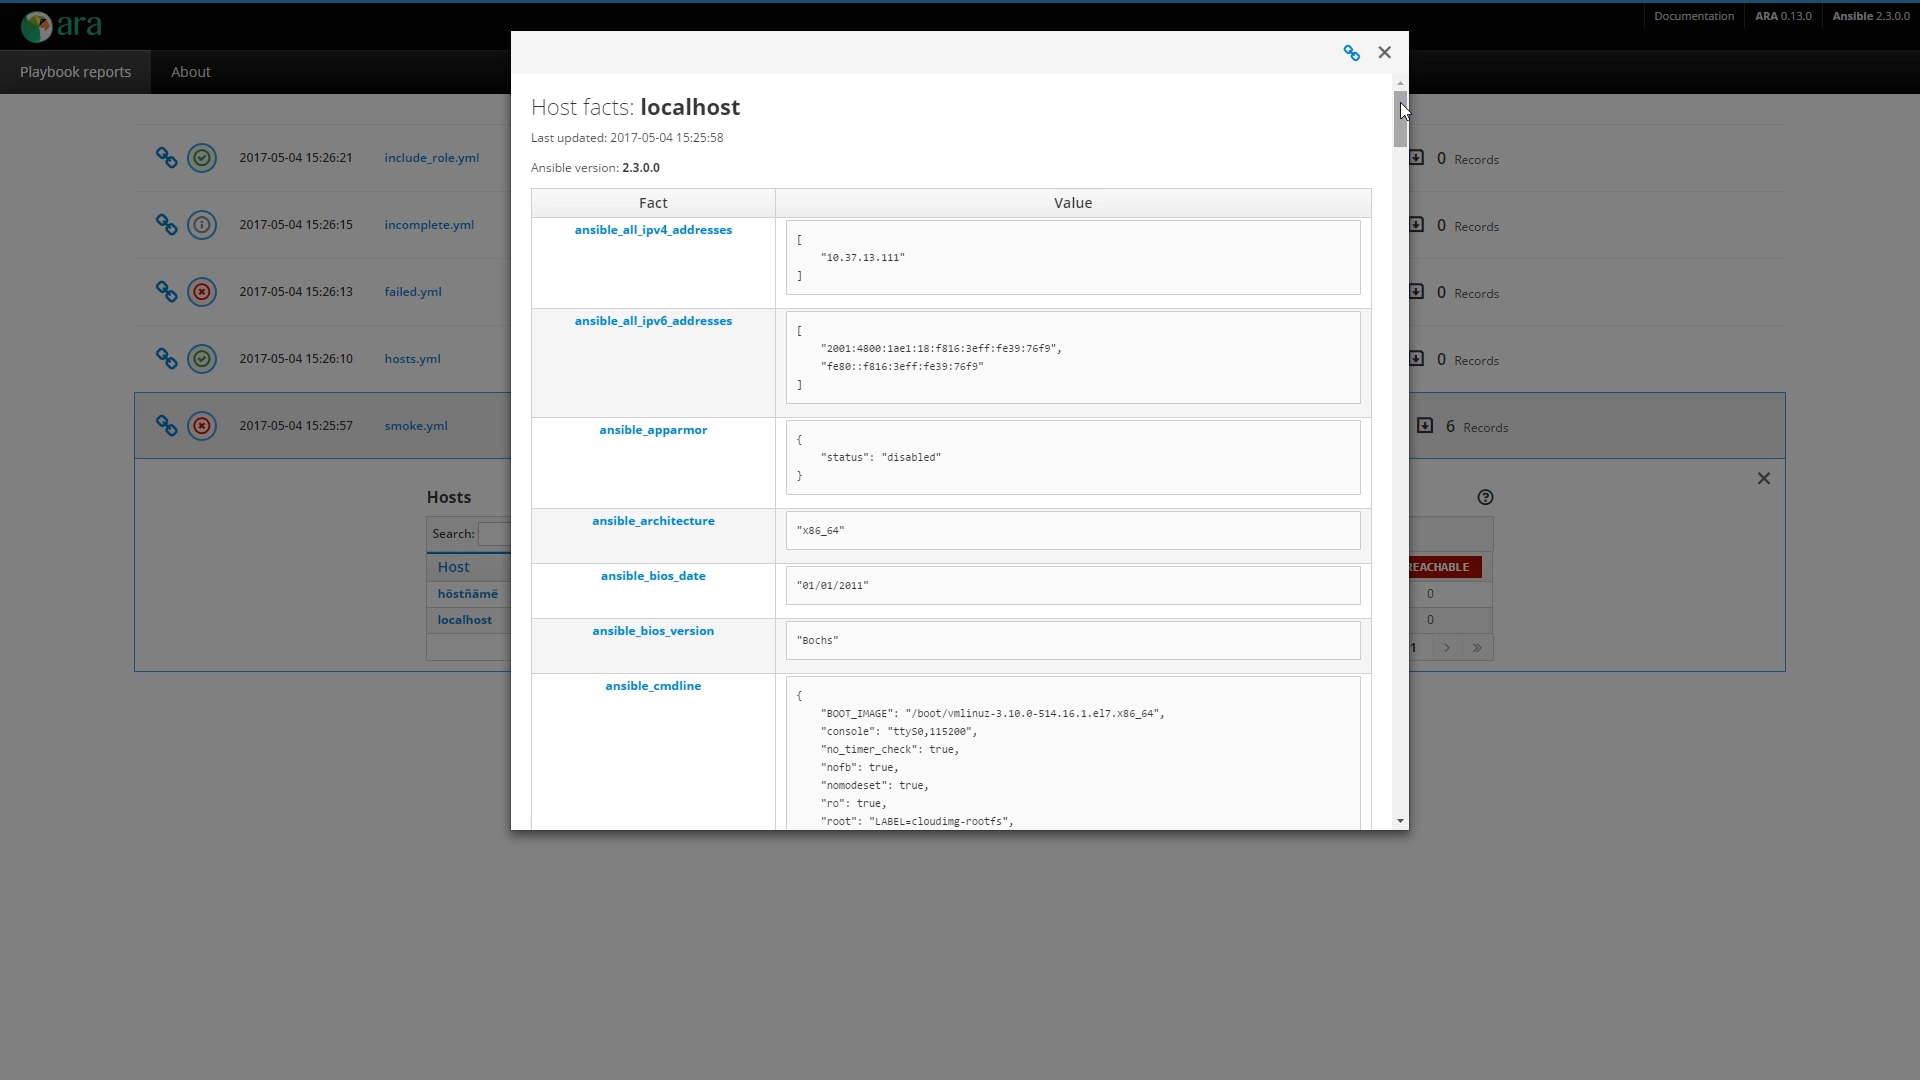 ara
Documentation
ARA 0.13.0
Ansible 2.3.0.0
Playbook reports
About
2017-05-04 15:26:21 include_role.yml 0 Records
2017-05-04 15:26:15 incomplete.yml 0 Records
2017-05-04 15:26:13 failed.yml 0 Records
2017-05-04 15:26:10 hosts.yml 0 Records
2017-05-04 15:25:57 smoke.yml 6 Records
Hosts
Search:
Host REACHABLE
höstñämë 0
localhost 0
1
Host facts: localhost
Last updated: 2017-05-04 15:25:58
Ansible version: 2.3.0.0
Fact Value
ansible_all_ipv4_addresses
[
"10.37.13.111"
]
ansible_all_ipv6_addresses
[
"2001:4800:1ae1:18:f816:3eff:fe39:76f9",
"fe80::f816:3eff:fe39:76f9"
]
ansible_apparmor
{
"status": "disabled"
}
ansible_architecture
"x86_64"
ansible_bios_date
"01/01/2011"
ansible_bios_version
"Bochs"
ansible_cmdline
{
"BOOT_IMAGE": "/boot/vmlinuz-3.10.0-514.16.1.el7.x86_64",
"console": "ttyS0,115200",
"no_timer_check": true,
"nofb": true,
"nomodeset": true,
"ro": true,
"root": "LABEL=cloudimg-rootfs",